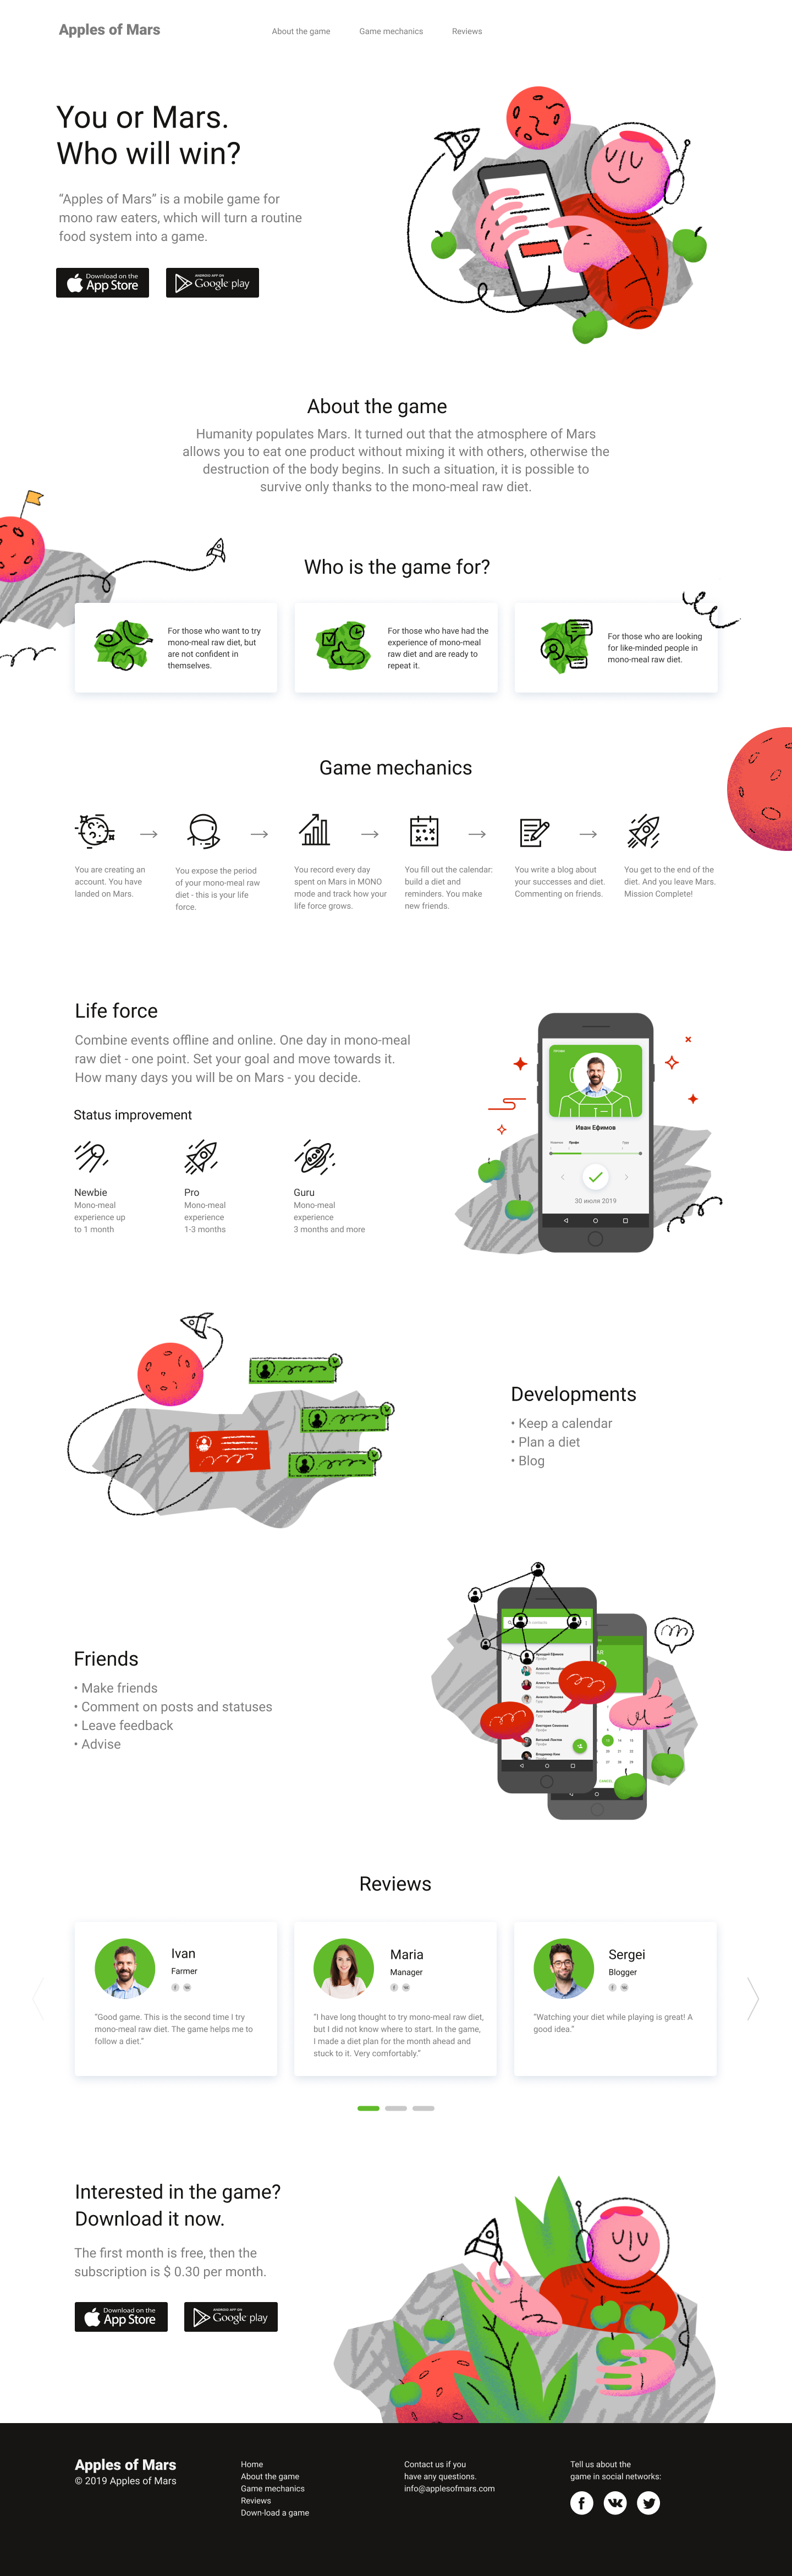 Apples of Mars
About the game
Game mechanics
Reviews
You or Mars.
Who will win?
“Apples of Mars” is a mobile game for
mono raw eaters, which will turn a routine
food system into a game.
Download on the
App Store
ANDROID APP ON
Google play
About the game
Humanity populates Mars. It turned out that the atmosphere of Mars
allows you to eat one product without mixing it with others, otherwise the
destruction of the body begins. In such a situation, it is possible to
survive only thanks to the mono-meal raw diet.
Who is the game for?
For those who want to try
mono-meal raw diet, but
are not confident in
themselves.
For those who have had the
experience of mono-meal
raw diet and are ready to
repeat it.
For those who are looking
for like-minded people in
mono-meal raw diet.
Game mechanics
You are creating an
account. You have
landed on Mars.
You expose the period
of your mono-meal raw
diet - this is your life
force.
You record every day
spent on Mars in MONO
mode and track how your
life force grows.
You fill out the calendar:
build a diet and
reminders. You make
new friends.
You write a blog about
your successes and diet.
Commenting on friends.
You get to the end of the
diet. And you leave Mars.
Mission Complete!
Life force
Combine events offline and online. One day in mono-meal
raw diet - one point. Set your goal and move towards it.
How many days you will be on Mars - you decide.
Status improvement
Newbie
Mono-meal
experience up
to 1 month
Pro
Mono-meal
experience
1-3 months
Guru
Mono-meal
experience
3 months and more
Иван Ефимов
Новичок
Профи
Гуру
30 июля 2019
Developments
• Keep a calendar
• Plan a diet
• Blog
Friends
• Make friends
• Comment on posts and statuses
• Leave feedback
• Advise
Reviews
Ivan
Farmer
“Good game. This is the second time I try
mono-meal raw diet. The game helps me to
follow a diet.”
Maria
Manager
“I have long thought to try mono-meal raw diet,
but I did not know where to start. In the game,
I made a diet plan for the month ahead and
stuck to it. Very comfortably.”
Sergei
Blogger
“Watching your diet while playing is great! A
good idea.”
Interested in the game?
Download it now.
The first month is free, then the
subscription is $ 0.30 per month.
Download on the
App Store
ANDROID APP ON
Google play
Apples of Mars
© 2019 Apples of Mars
Home
About the game
Game mechanics
Reviews
Down-load a game
Contact us if you
have any questions.
info@applesofmars.com
Tell us about the
game in social networks: